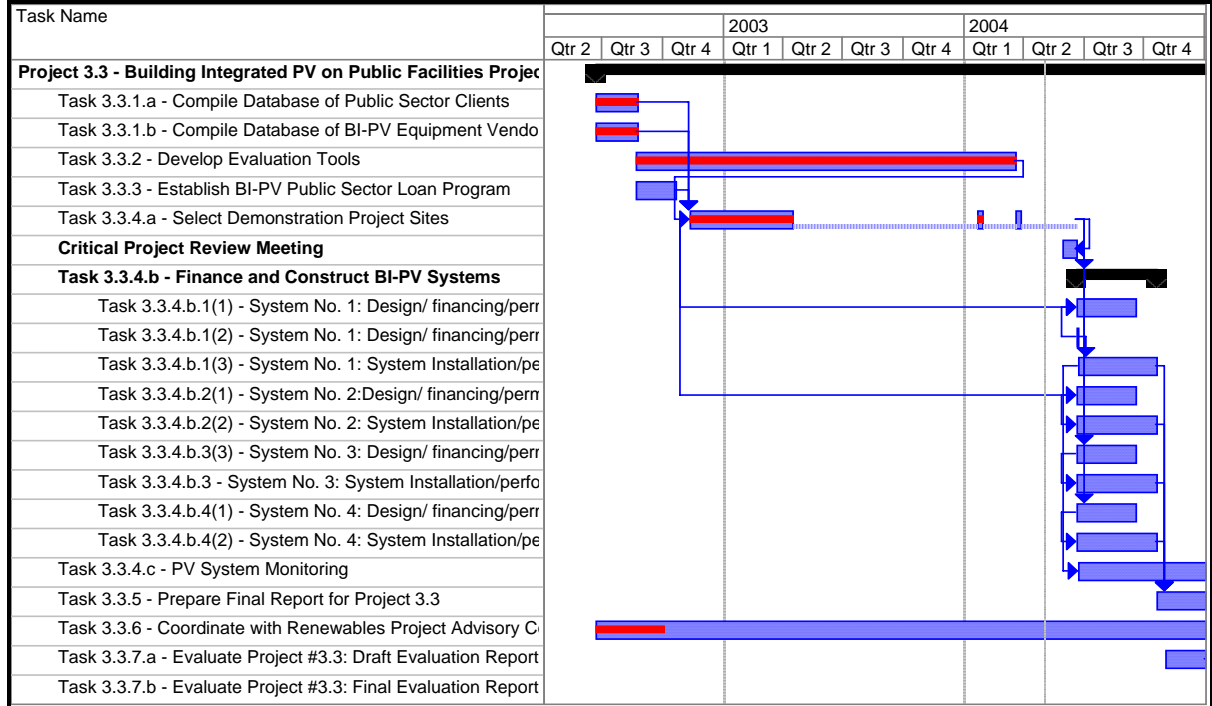 Task Name
2003 2004
Qtr 2 Qtr 3 Qtr 4 Qtr 1 Qtr 2 Qtr 3 Qtr 4 Qtr 1 Qtr 2 Qtr 3 Qtr 4
Project 3.3 - Building Integrated PV on Public Facilities Projec
Task 3.3.1.a - Compile Database of Public Sector Clients
Task 3.3.1.b - Compile Database of BI-PV Equipment Vendo
Task 3.3.2 - Develop Evaluation Tools
Task 3.3.3 - Establish BI-PV Public Sector Loan Program
Task 3.3.4.a - Select Demonstration Project Sites
Critical Project Review Meeting
Task 3.3.4.b - Finance and Construct BI-PV Systems
Task 3.3.4.b.1(1) - System No. 1: Design/ financing/perr
Task 3.3.4.b.1(2) - System No. 1: Design/ financing/perr
Task 3.3.4.b.1(3) - System No. 1: System Installation/pe
Task 3.3.4.b.2(1) - System No. 2:Design/ financing/perm
Task 3.3.4.b.2(2) - System No. 2: System Installation/pe
Task 3.3.4.b.3(3) - System No. 3: Design/ financing/perr
Task 3.3.4.b.3 - System No. 3: System Installation/perfo
Task 3.3.4.b.4(1) - System No. 4: Design/ financing/perr
Task 3.3.4.b.4(2) - System No. 4: System Installation/pe
Task 3.3.4.c - PV System Monitoring
Task 3.3.5 - Prepare Final Report for Project 3.3
Task 3.3.6 - Coordinate with Renewables Project Advisory C
Task 3.3.7.a - Evaluate Project #3.3: Draft Evaluation Report
Task 3.3.7.b - Evaluate Project #3.3: Final Evaluation Report